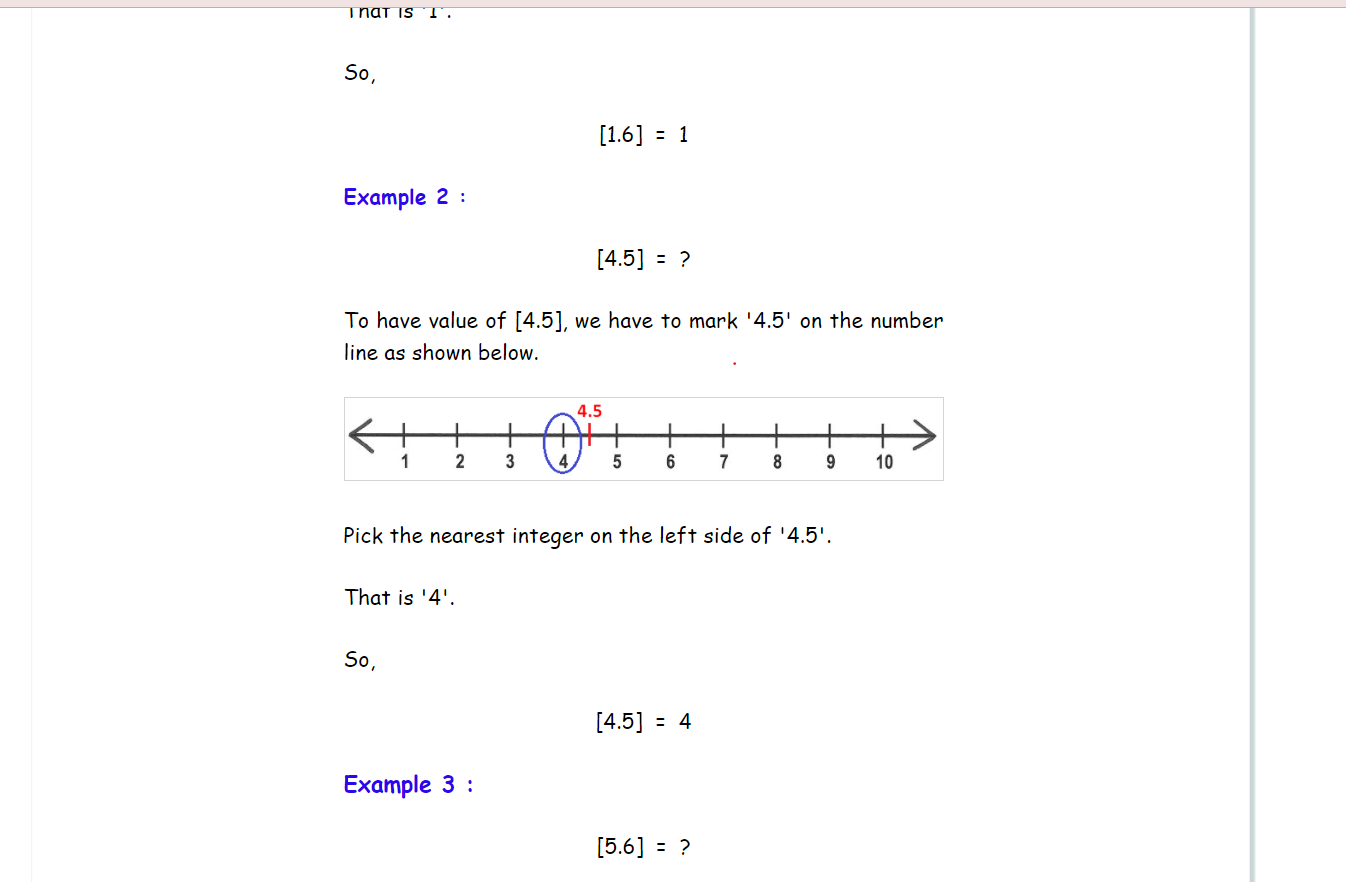 That is '1'.
So,
[1.6] = 1
Example 2 :
[4.5] = ?
To have value of [4.5], we have to mark '4.5' on the number
line as shown below.
4.5
1 2 3 4 5 6 7 8 9 10
Pick the nearest integer on the left side of '4.5'.
That is '4'.
So,
[4.5] = 4
Example 3 :
[5.6] = ?